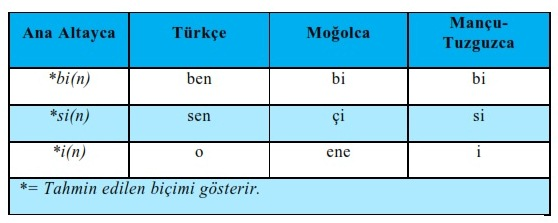 Ana Altayca Türkçe Moğolca Mançu-
Tuzguzca
*bi(n) ben bi bi
*si(n) sen çi si
*i(n) o ene i
*= Tahmin edilen biçimi gösterir.